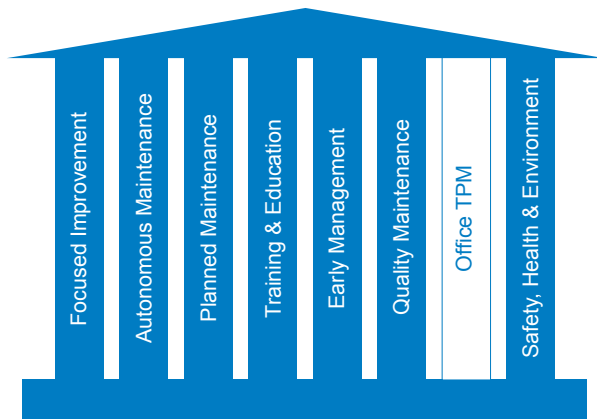 Focused Improvement
Autonomous Maintenance
Planned Maintenance
Training & Education
Early Management
Quality Maintenance
Office TPM
Safety, Health & Environment